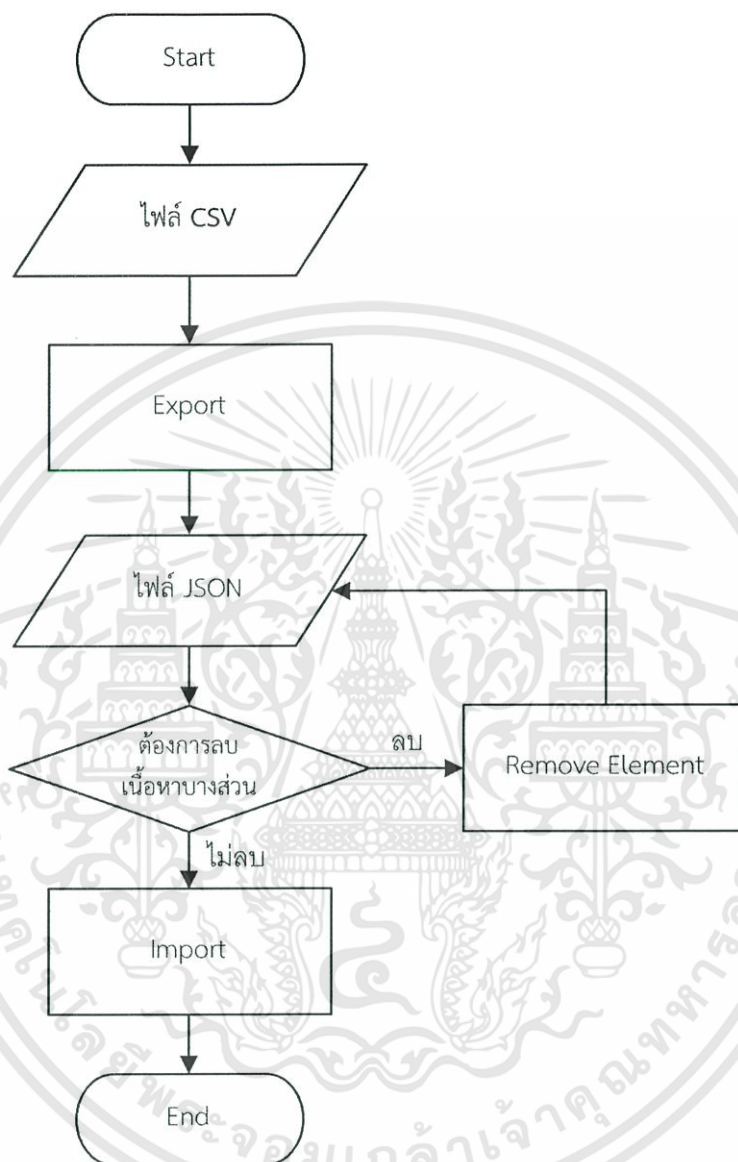 Start
ไฟล์ CSV
Export
ไฟล์ JSON
ต้องการลบ
เนื้อหาบางส่วน
ลบ
Remove Element
ไม่ลบ
Import
End